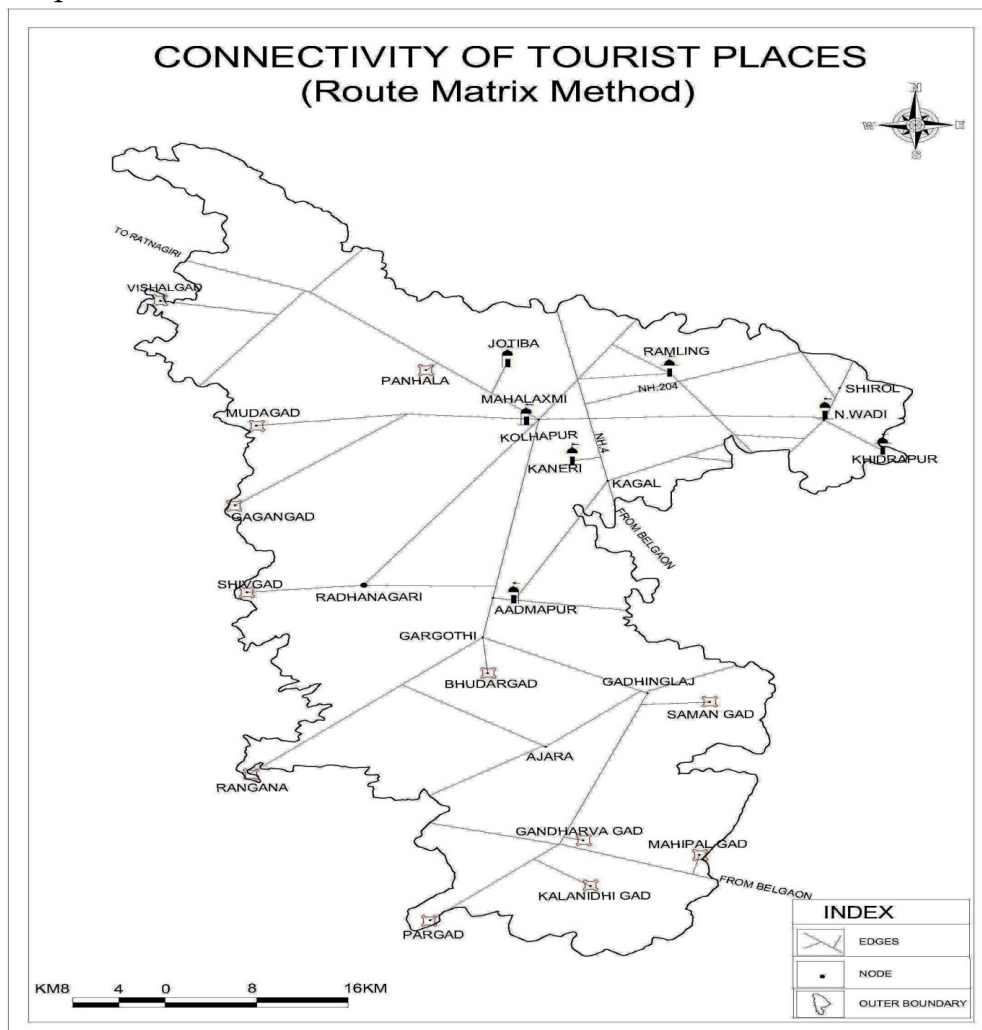 CONNECTIVITY OF TOURIST PLACES
(Route Matrix Method)
N
W E
S
TO RATNAGIRI
VISHALGAD
JOTIBA
RAMLING
PANHALA
NH.204
SHIROL
MAHALAXMI
MUDAGAD
N.WADI
KOLHAPUR
NH4
KHIDRAPUR
KANERI
KAGAL
GAGANGAD
FROM BELGAON
SHIVGAD
RADHANAGARI
AADMAPUR
GARGOTHI
BHUDARGAD
GADHINGLAJ
SAMAN GAD
AJARA
RANGANA
GANDHARVA GAD
MAHIPAL GAD
FROM BELGAON
KALANIDHI GAD
PARGAD
INDEX
EDGES
NODE
OUTER BOUNDARY
KM8 4 0 8 16KM